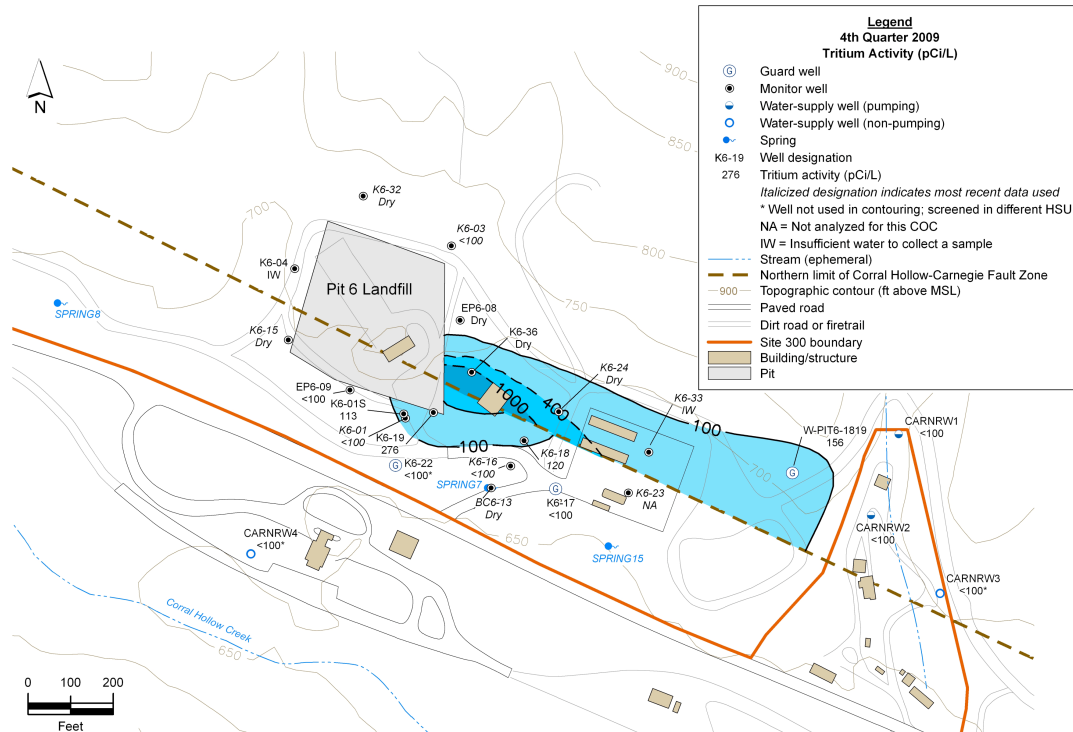 Legend
4th Quarter 2009
Tritium Activity (pCi/L)
G
Guard well
Monitor well
Water-supply well (pumping)
Water-supply well (non-pumping)
Spring
K6-19 Well designation
276 Tritium activity (pCi/L)
Italicized designation indicates most recent data used
* Well not used in contouring; screened in different HSU
NA = Not analyzed for this COC
IW = Insufficient water to collect a sample
Stream (ephemeral)
Northern limit of Corral Hollow-Carnegie Fault Zone
900 Topographic contour (ft above MSL)
Paved road
Dirt road or firetrail
Site 300 boundary
Building/structure
Pit
N
900
850
800
750
700
K6-32
Dry
K6-03
<100
K6-04
IW
Pit 6 Landfill
SPRING8
EP6-08
Dry
K6-36
Dry
K6-15
Dry
K6-24
Dry
EP6-09
<100
K6-01S
113
K6-01
<100
K6-19
276
1000
400
100
100
K6-33
IW
W-PIT6-1819
156
700
CARNRW1
<100
K6-18
120
K6-22
<100*
G
K6-16
<100
SPRING7
BC6-13
Dry
G
K6-17
<100
K6-23
NA
G
650
SPRING15
CARNRW2
<100
CARNRW3
<100*
CARNRW4
<100*
Corral Hollow Creek
650
0 100 200
Feet